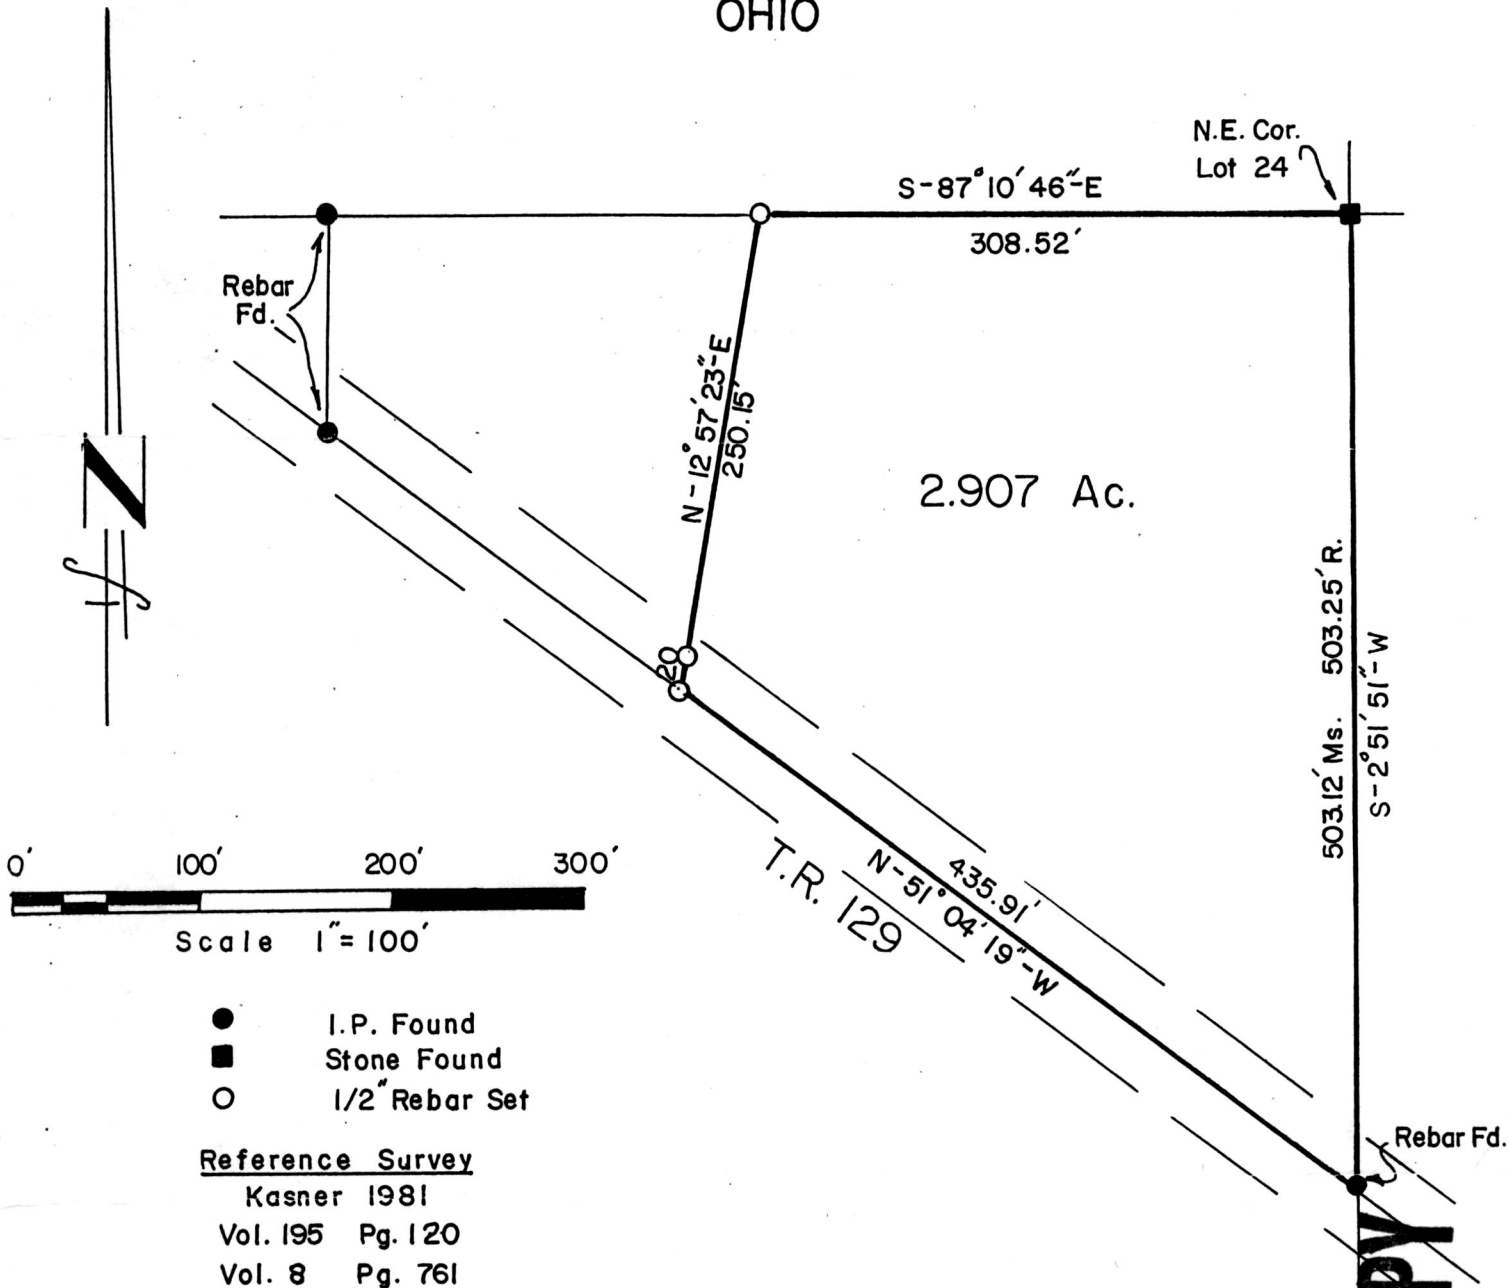 OHIO
N.E. Cor.
Lot 24
S-87°10'46"-E
308.52'
Rebar
Fd.
N-12°57'23"-E
250.15'
N
2.907 Ac.
503.12' Ms. 503.25' R.
S-2°51'51"-W
20
0' 100' 200' 300'
Scale 1"=100'
T.R. 129
435.91'
N-51°04'19"-W
I.P. Found
Stone Found
1/2" Rebar Set
Rebar Fd.
Reference Survey
Kasner 1981
Vol. 195 Pg. 120
Vol. 8 Pg. 761